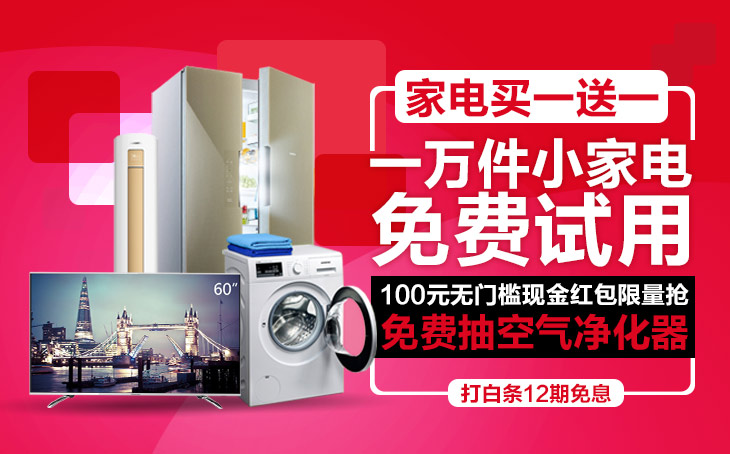 家电买一送一
一万件小家电
免费试用
100元无门槛现金红包限量抢
免费抽空气净化器
打白条12期免息
60"